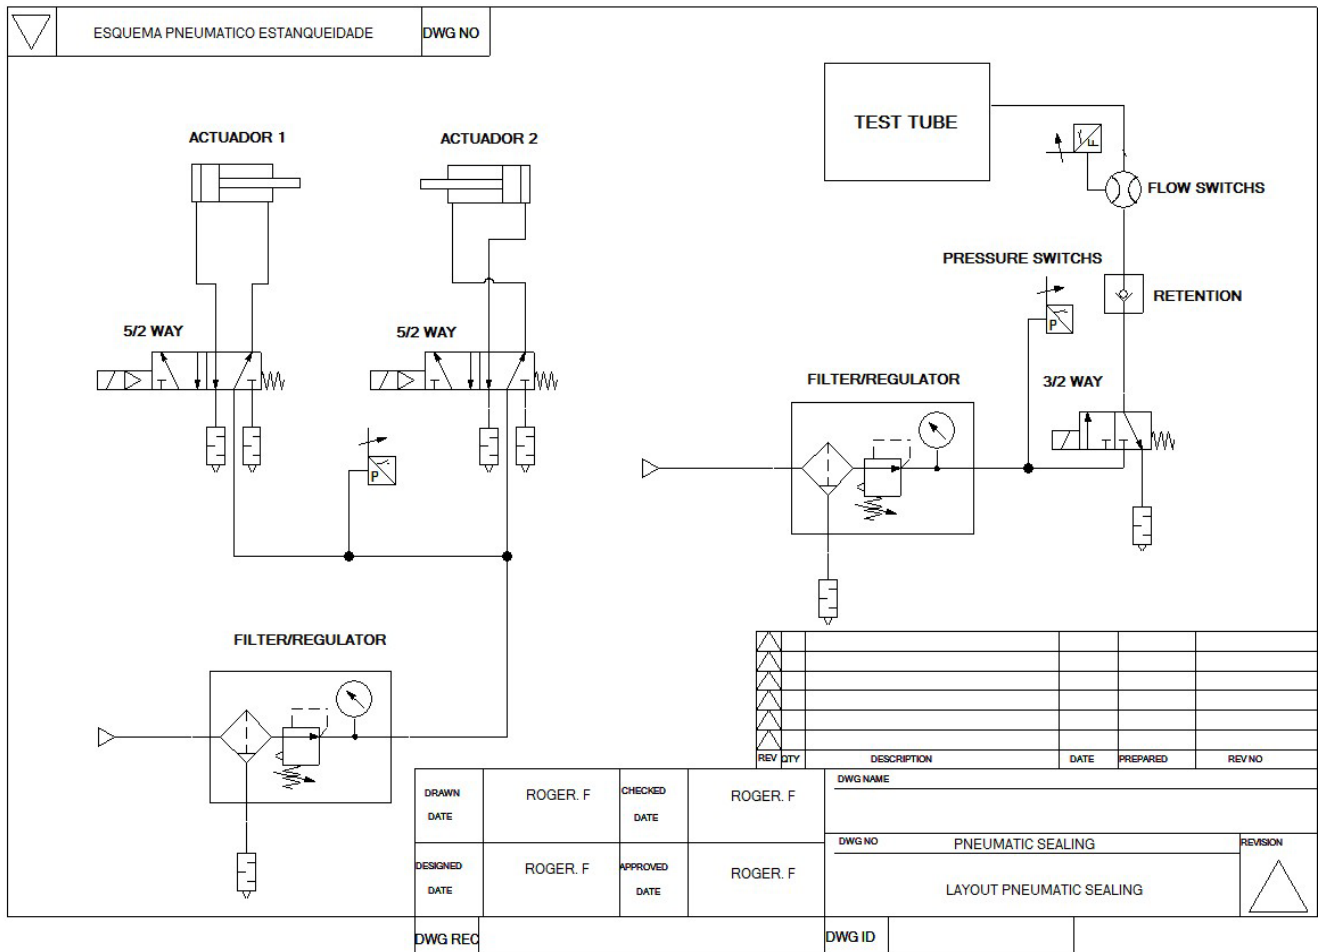 ESQUEMA PNEUMATICO ESTANQUEIDADE
DWG NO
TEST TUBE
ACTUADOR 1
ACTUADOR 2
F
FLOW SWITCHS
PRESSURE SWITCHS
P
RETENTION
5/2 WAY
5/2 WAY
FILTER/REGULATOR
3/2 WAY
P
FILTER/REGULATOR
REV
QTY
DESCRIPTION
DATE
PREPARED
REV NO
DRAWN
DATE
ROGER. F
CHECKED
DATE
ROGER. F
DWG NAME
DESIGNED
DATE
ROGER. F
APPROVED
DATE
ROGER. F
DWG NO
PNEUMATIC SEALING
LAYOUT PNEUMATIC SEALING
REVISION
DWG REC
DWG ID